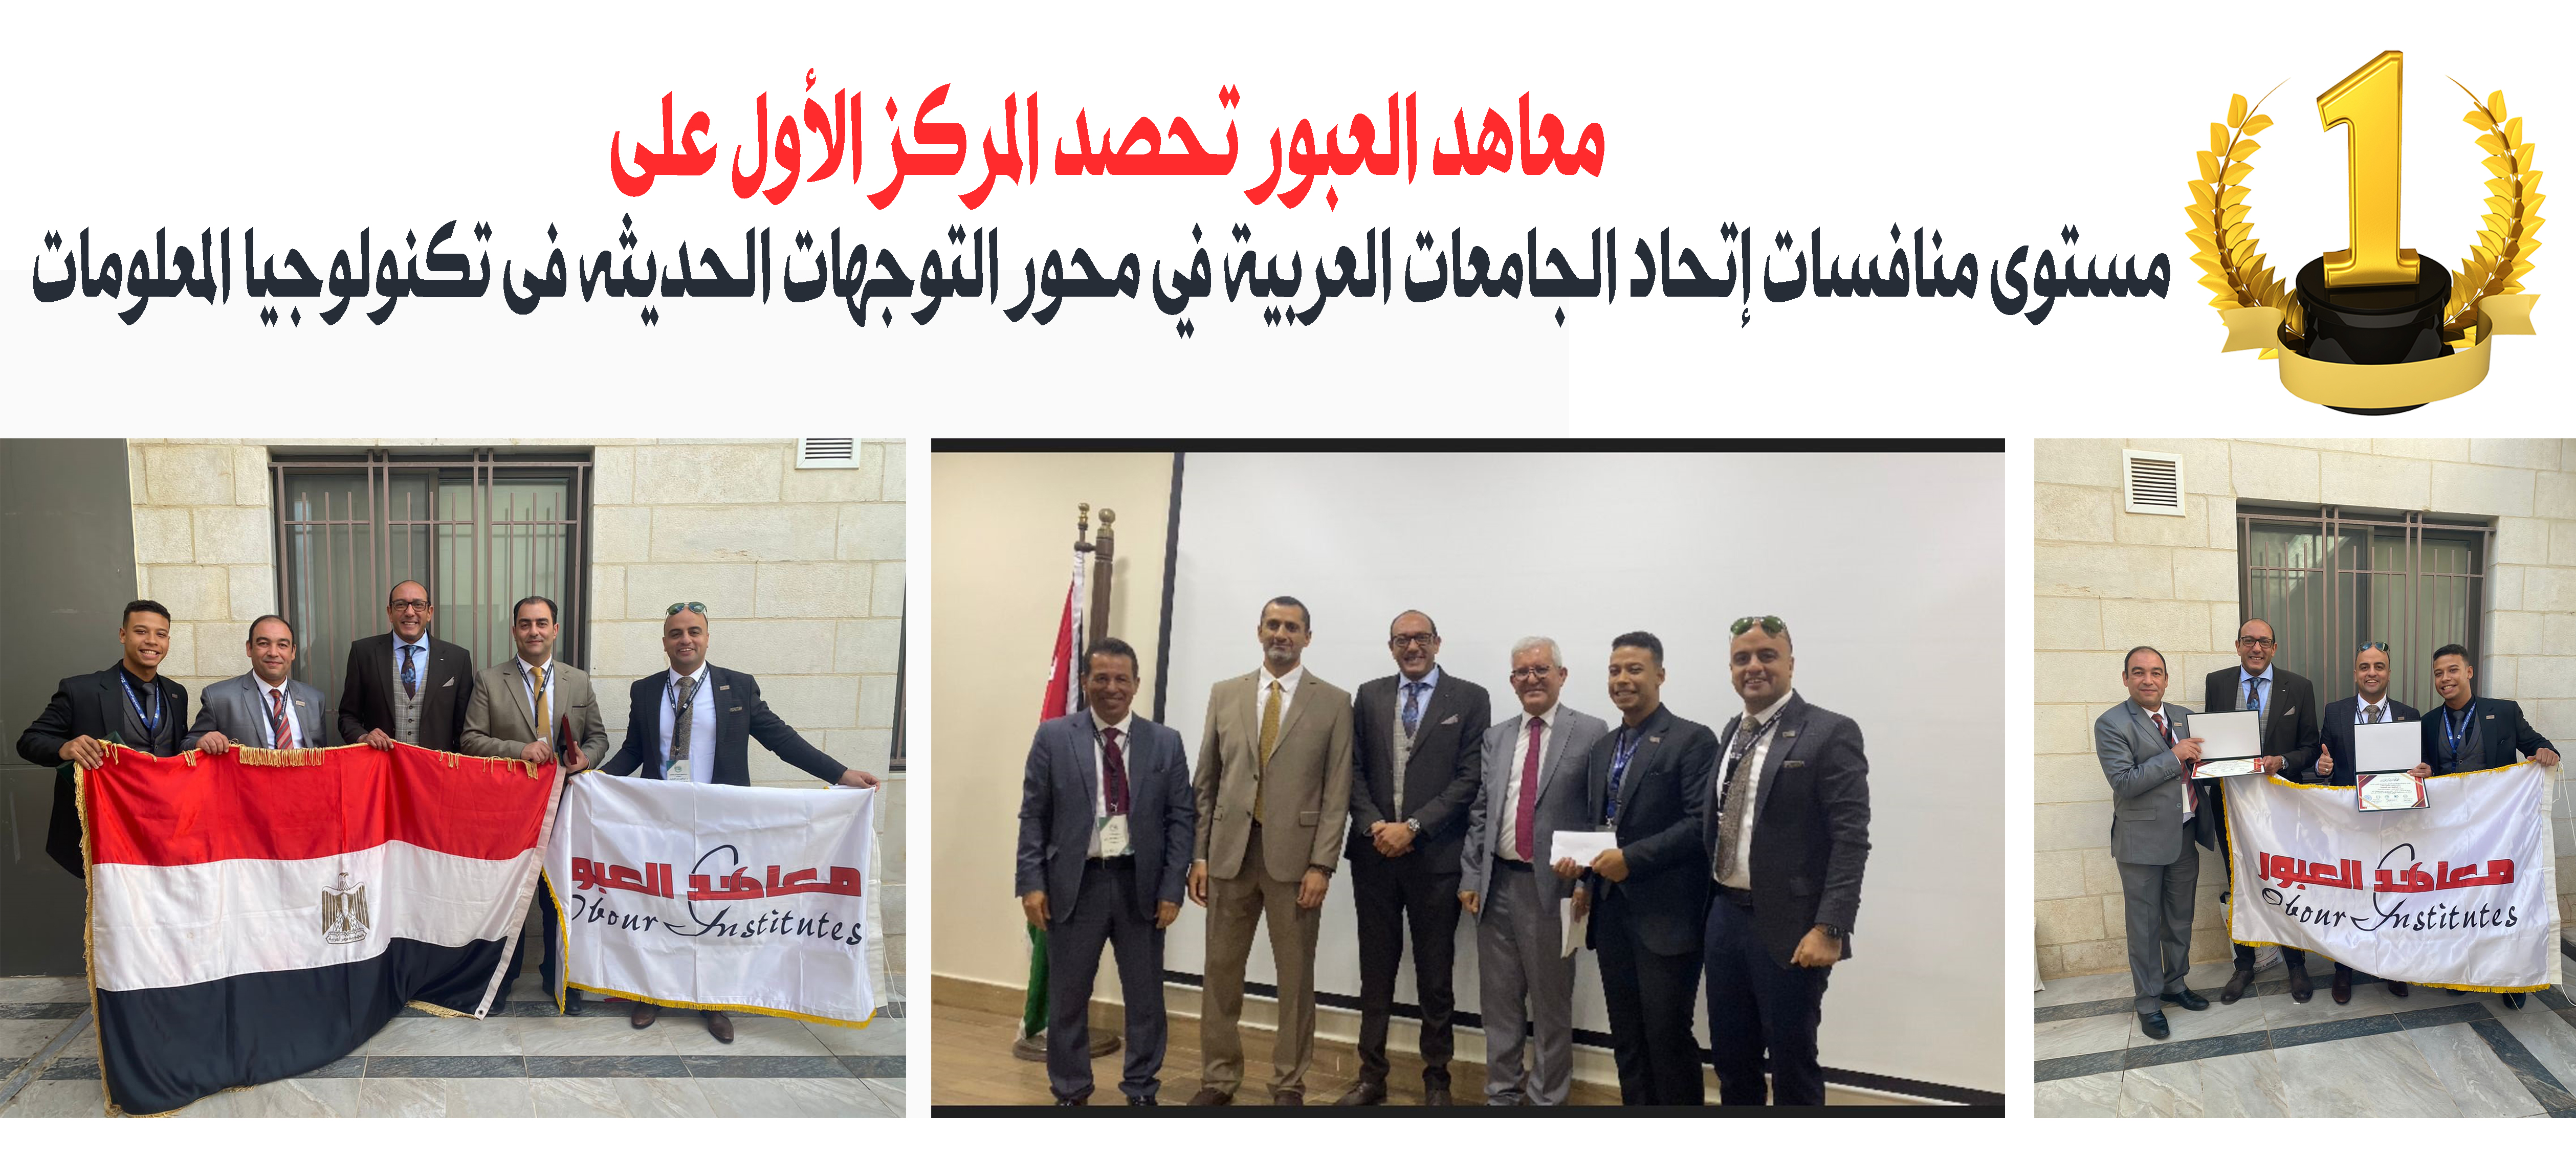 معاهد العبور تحصد المركز الأول على
مستوى منافسات إتحاد الجامعات العربية في محور التوجهات الحديثه فى تكنولوجيا المعلومات
1
معاهد العبو
Obour Institutes
معاهد العبور
Obour Institutes